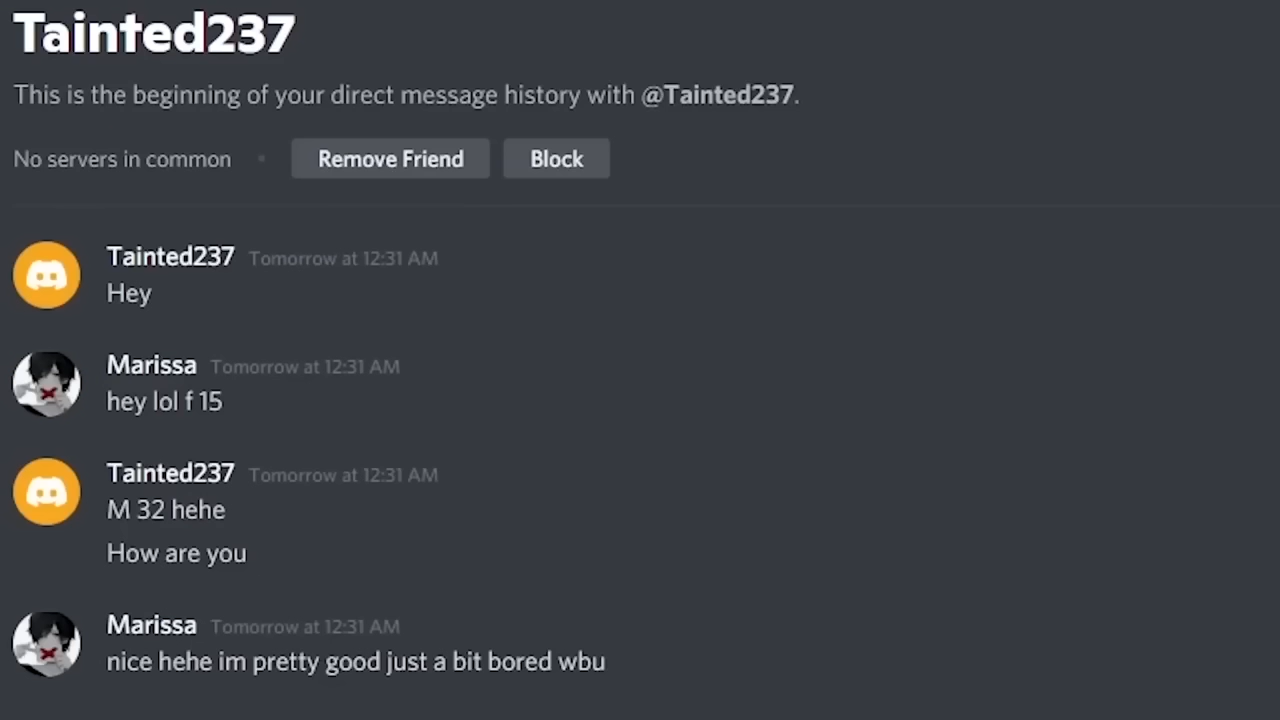 Tainted237
This is the beginning of your direct message history with @Tainted237.
No servers in common • Remove Friend Block
Tainted237 Tomorrow at 12:31 AM
Hey
Marissa Tomorrow at 12:31 AM
hey lol f 15
Tainted237 Tomorrow at 12:31 AM
M 32 hehe
How are you
Marissa Tomorrow at 12:31 AM
nice hehe im pretty good just a bit bored wbu